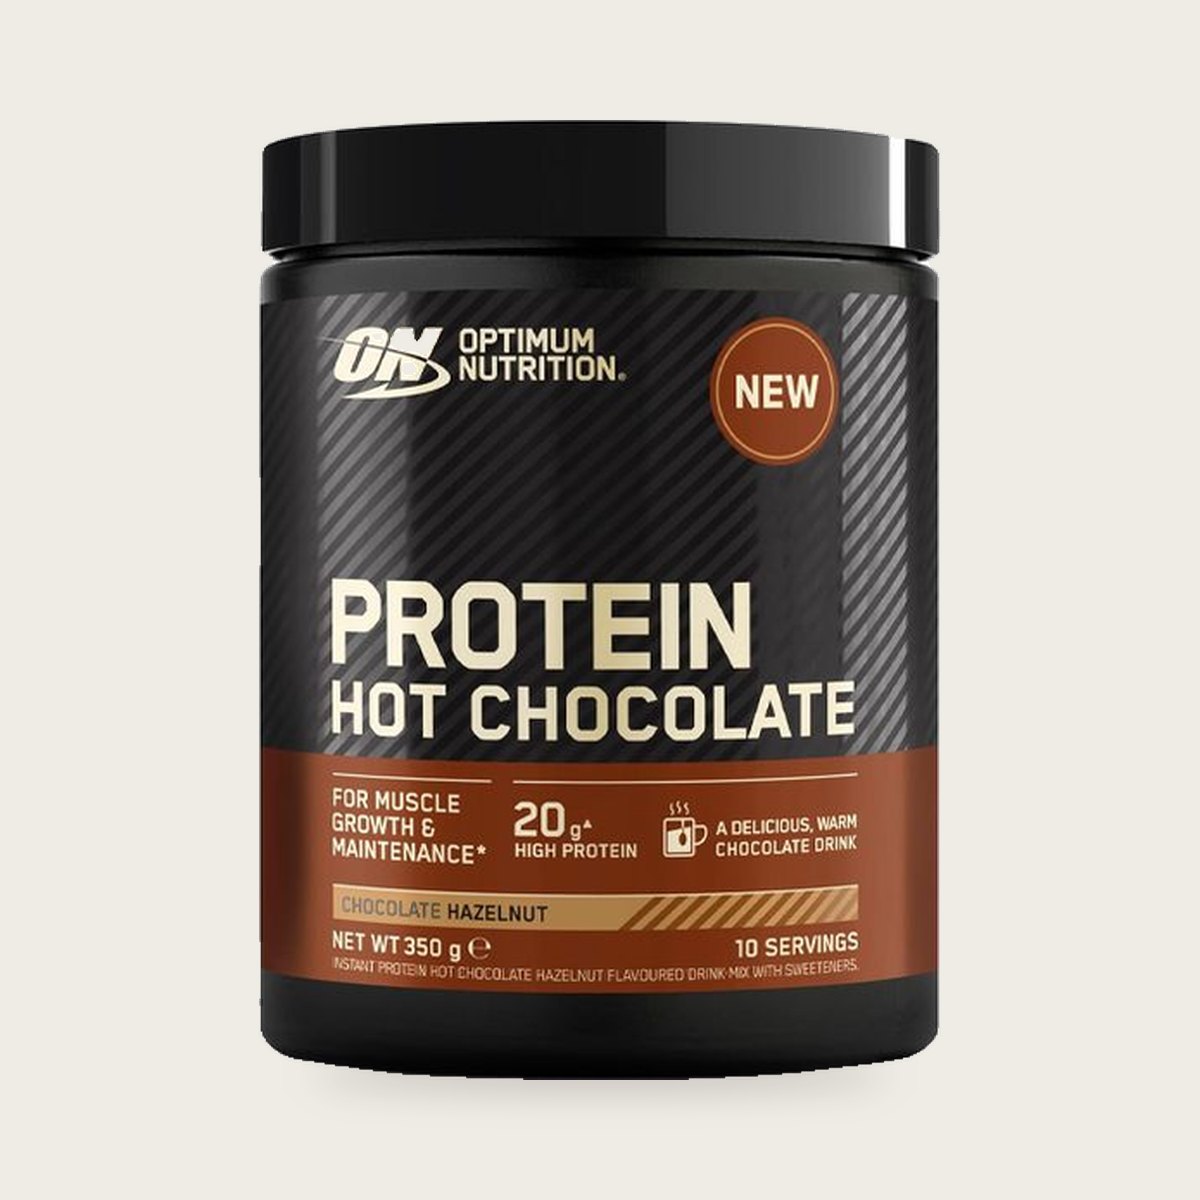 ON OPTIMUM
NUTRITION®
NEW
PROTEIN
HOT CHOCOLATE
FOR MUSCLE
GROWTH &
MAINTENANCE*
20g▲
HIGH PROTEIN
A DELICIOUS, WARM
CHOCOLATE DRINK
CHOCOLATE HAZELNUT
NET WT 350 g ℮
10 SERVINGS
INSTANT PROTEIN HOT CHOCOLATE HAZELNUT FLAVOURED DRINK MIX WITH SWEETENERS.